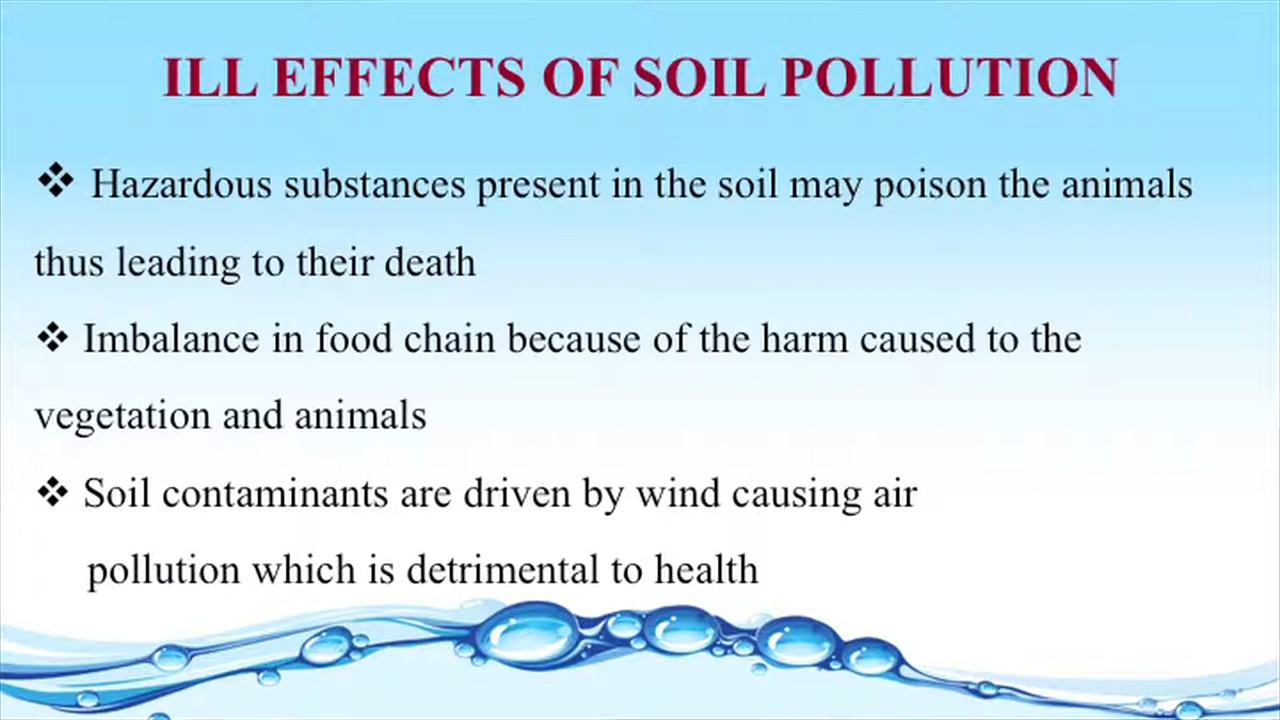 ILL EFFECTS OF SOIL POLLUTION
❖ Hazardous substances present in the soil may poison the animals
thus leading to their death
❖ Imbalance in food chain because of the harm caused to the
vegetation and animals
❖ Soil contaminants are driven by wind causing air
pollution which is detrimental to health